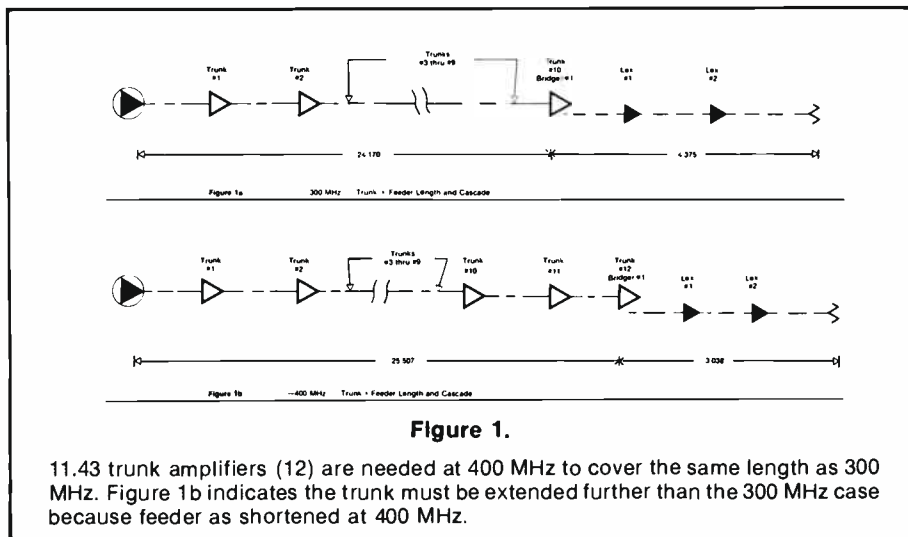 Trunks
#3 thru #9
Trunk
#1
Trunk
#2
Trunk
#10
Bridger #1
Lex
#1
Lex
#2
24 170
4 375
Figure 1a 300 MHz Trunk + Feeder Length and Cascade
Trunks
#3 thru #9
Trunk
#1
Trunk
#2
Trunk
#10
Trunk
#11
Trunk
#12
Bridger #1
Lex
#1
Lex
#2
25 507
3 038
Figure 1b ~400 MHz Trunk + Feeder Length and Cascade
Figure 1.
11.43 trunk amplifiers (12) are needed at 400 MHz to cover the same length as 300
MHz. Figure 1b indicates the trunk must be extended further than the 300 MHz case
because feeder as shortened at 400 MHz.